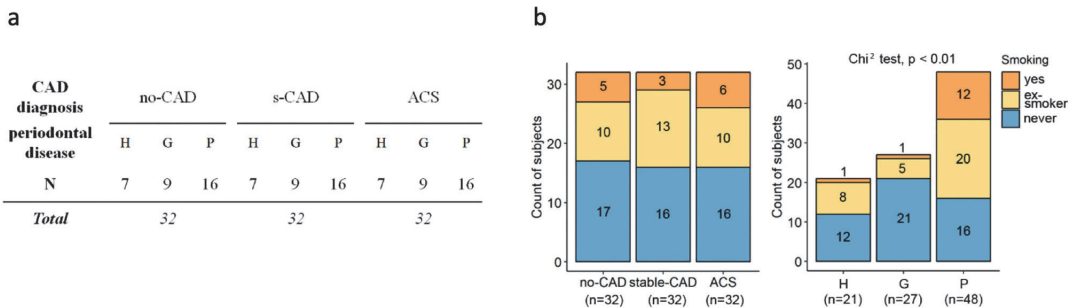 a
CAD diagnosis no-CAD s-CAD ACS
periodontal disease H G P H G P H G P
N 7 9 16 7 9 16 7 9 16
Total 32 32 32
b
Count of subjects
30
20
10
0
5 3 6
10 13 10
17 16 16
no-CAD stable-CAD ACS
(n=32) (n=32) (n=32)
Chi² test, p < 0.01
Count of subjects
50
40
30
20
10
0
1 1 12
8 5 20
12 21 16
H G P
(n=21) (n=27) (n=48)
Smoking
yes
ex-
smoker
never